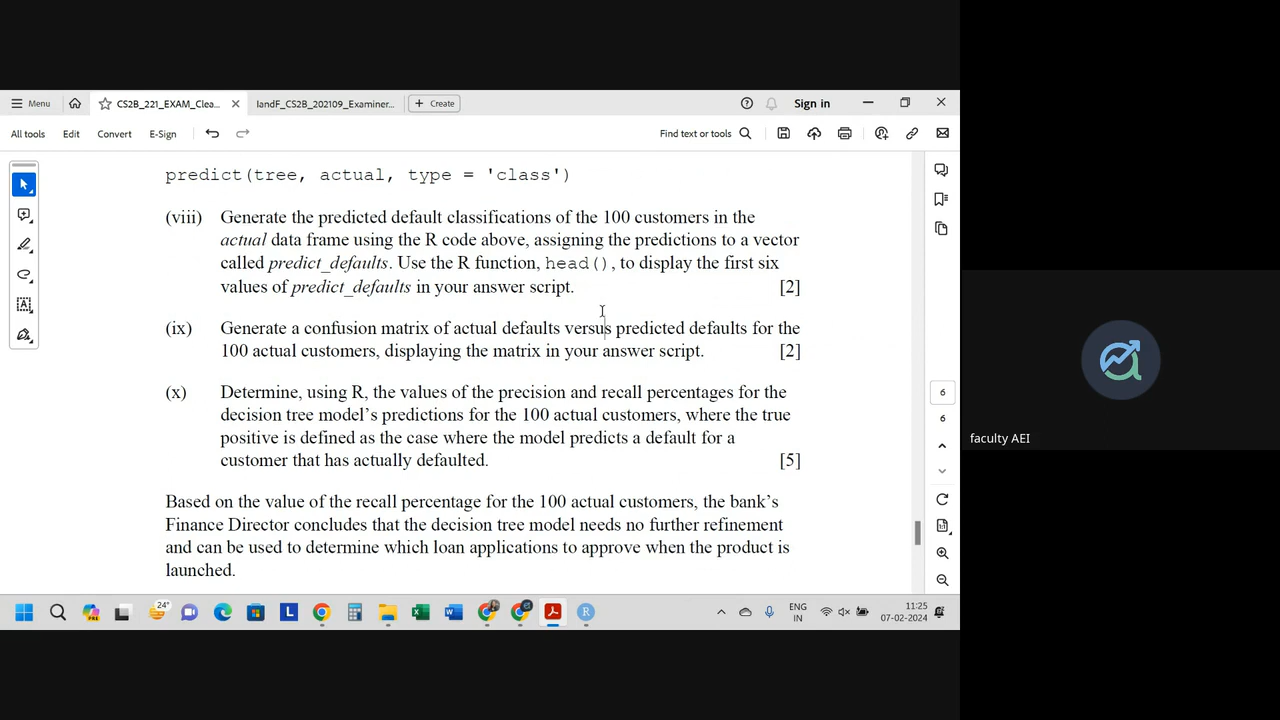 Menu
CS2B_221_EXAM_Clea...
IandF_CS2B_202109_Examiner...
Create
Sign in
All tools
Edit
Convert
E-Sign
Find text or tools
predict(tree, actual, type = 'class')
(viii) Generate the predicted default classifications of the 100 customers in the
actual data frame using the R code above, assigning the predictions to a vector
called predict_defaults. Use the R function, head(), to display the first six
values of predict_defaults in your answer script. [2]
(ix) Generate a confusion matrix of actual defaults versus predicted defaults for the
100 actual customers, displaying the matrix in your answer script. [2]
(x) Determine, using R, the values of the precision and recall percentages for the
decision tree model's predictions for the 100 actual customers, where the true
positive is defined as the case where the model predicts a default for a
customer that has actually defaulted. [5]
Based on the value of the recall percentage for the 100 actual customers, the bank's
Finance Director concludes that the decision tree model needs no further refinement
and can be used to determine which loan applications to approve when the product is
launched.
6
6
faculty AEI
24°
ENG
IN
11:25
07-02-2024